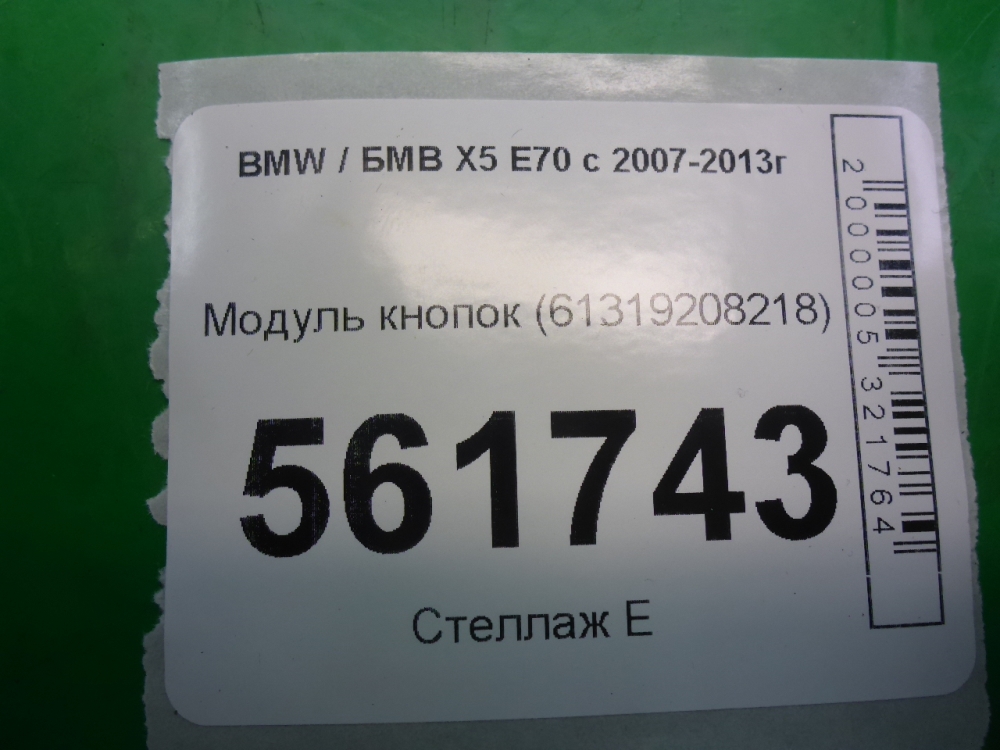 BMW / БМВ X5 E70 с 2007-2013г
Модуль кнопок (61319208218)
561743
Стеллаж E
2000005321764